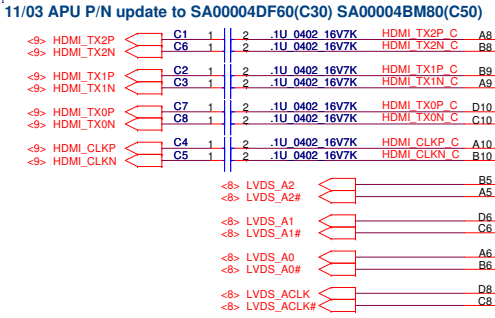 11/03 APU P/N update to SA00004DF60(C30) SA00004BM80(C50)
<9> HDMI_TX2P C1 1 2 .1U_0402_16V7K HDMI_TX2P_C A8
<9> HDMI_TX2N C6 1 2 .1U_0402_16V7K HDMI_TX2N_C B8
<9> HDMI_TX1P C2 1 2 .1U_0402_16V7K HDMI_TX1P_C B9
<9> HDMI_TX1N C3 1 2 .1U_0402_16V7K HDMI_TX1N_C A9
<9> HDMI_TX0P C7 1 2 .1U_0402_16V7K HDMI_TX0P_C D10
<9> HDMI_TX0N C8 1 2 .1U_0402_16V7K HDMI_TX0N_C C10
<9> HDMI_CLKP C4 1 2 .1U_0402_16V7K HDMI_CLKP_C A10
<9> HDMI_CLKN C5 1 2 .1U_0402_16V7K HDMI_CLKN_C B10
<8> LVDS_A2 B5
<8> LVDS_A2# A5
<8> LVDS_A1 D6
<8> LVDS_A1# C6
<8> LVDS_A0 A6
<8> LVDS_A0# B6
<8> LVDS_ACLK D8
<8> LVDS_ACLK# C8